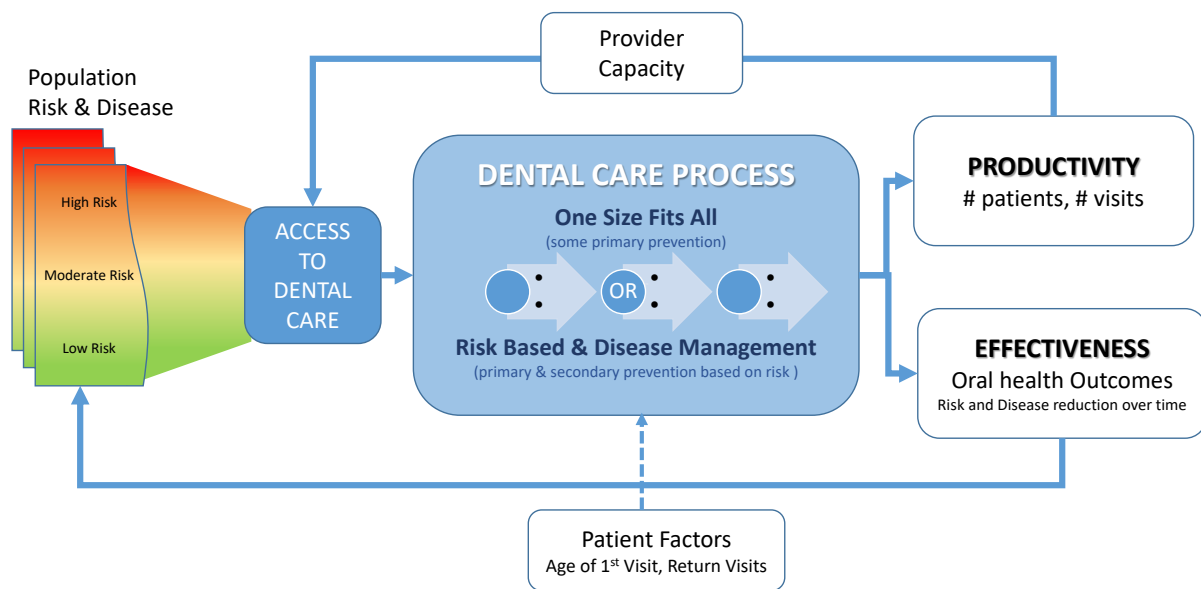 Provider
Capacity
Population
Risk & Disease
High Risk
Moderate Risk
Low Risk
ACCESS
TO
DENTAL
CARE
DENTAL CARE PROCESS
One Size Fits All
(some primary prevention)
OR
Risk Based & Disease Management
(primary & secondary prevention based on risk )
PRODUCTIVITY
# patients, # visits
EFFECTIVENESS
Oral health Outcomes
Risk and Disease reduction over time
Patient Factors
Age of 1st Visit, Return Visits